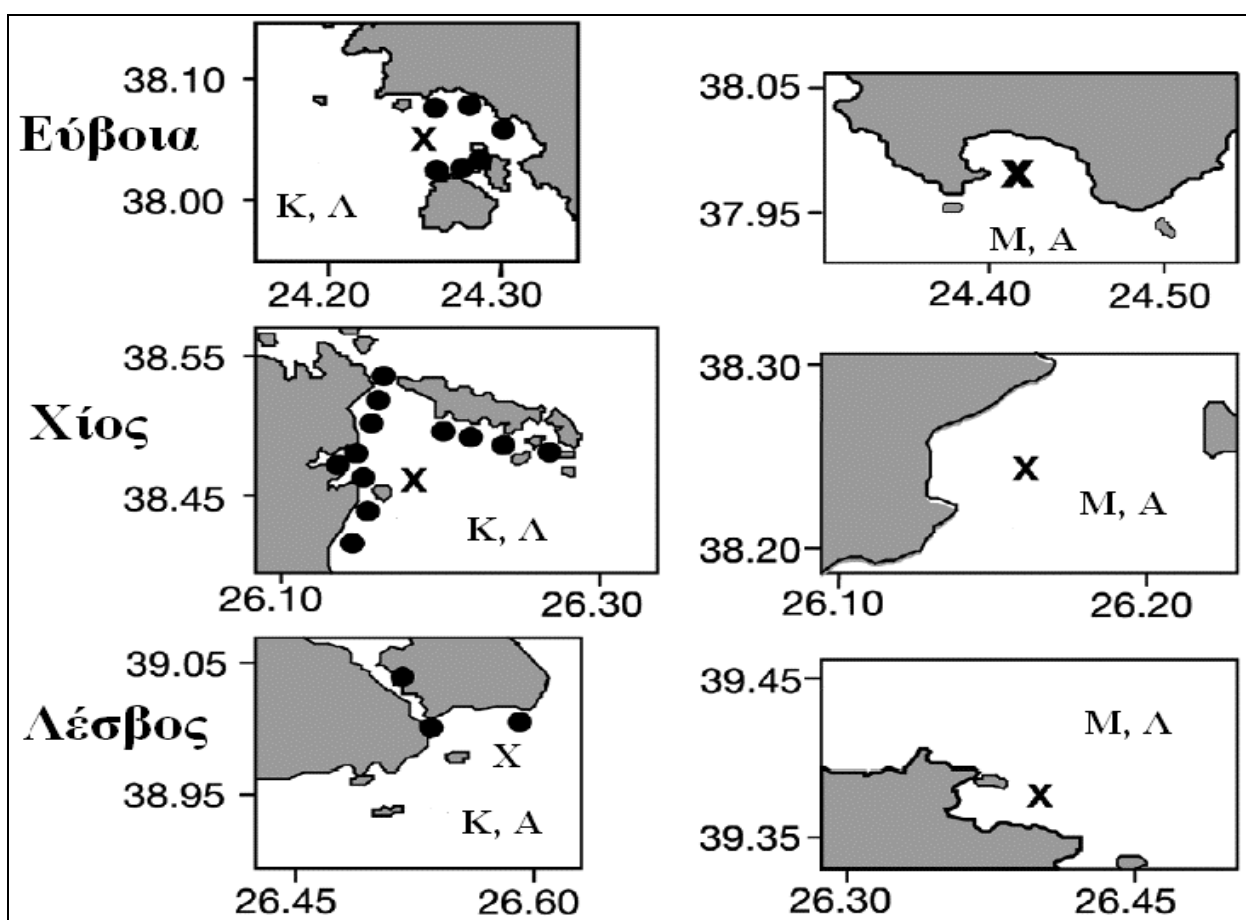 Εύβοια
38.10
38.00
24.20 24.30
X
Κ, Λ
38.05
37.95
24.40 24.50
X
Μ, Α
Χίος
38.55
38.45
26.10 26.30
X
Κ, Λ
38.30
38.20
26.10 26.20
X
Μ, Α
Λέσβος
39.05
38.95
26.45 26.60
Χ
Κ, Α
39.45
39.35
26.30 26.45
X
Μ, Λ